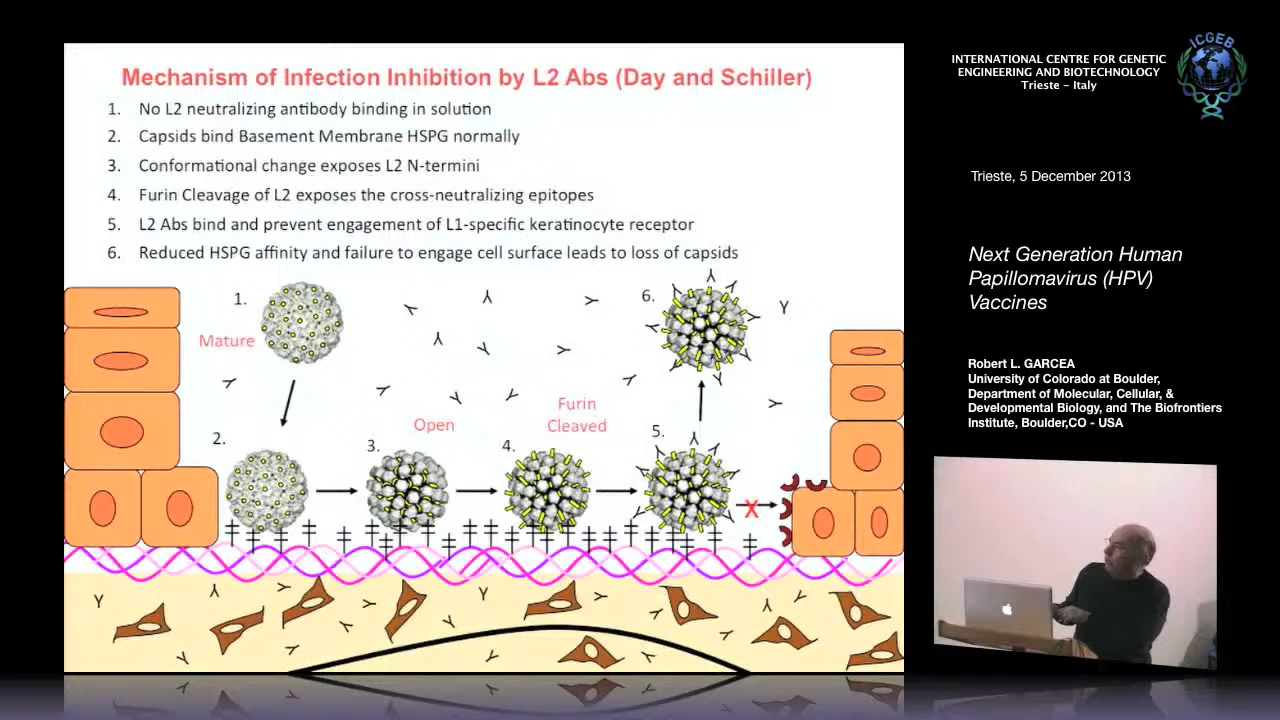 Mechanism of Infection Inhibition by L2 Abs (Day and Schiller)
1. No L2 neutralizing antibody binding in solution
2. Capsids bind Basement Membrane HSPG normally
3. Conformational change exposes L2 N-termini
4. Furin Cleavage of L2 exposes the cross-neutralizing epitopes
5. L2 Abs bind and prevent engagement of L1-specific keratinocyte receptor
6. Reduced HSPG affinity and failure to engage cell surface leads to loss of capsids
1.
Mature
2.
Open
3.
Furin
Cleaved
4.
5.
6.
X
INTERNATIONAL CENTRE FOR GENETIC
ENGINEERING AND BIOTECHNOLOGY
Trieste - Italy
ICGEB
Trieste, 5 December 2013
Next Generation Human
Papillomavirus (HPV)
Vaccines
Robert L. GARCEA
University of Colorado at Boulder,
Department of Molecular, Cellular, &
Developmental Biology, and The Biofrontiers
Institute, Boulder,CO - USA